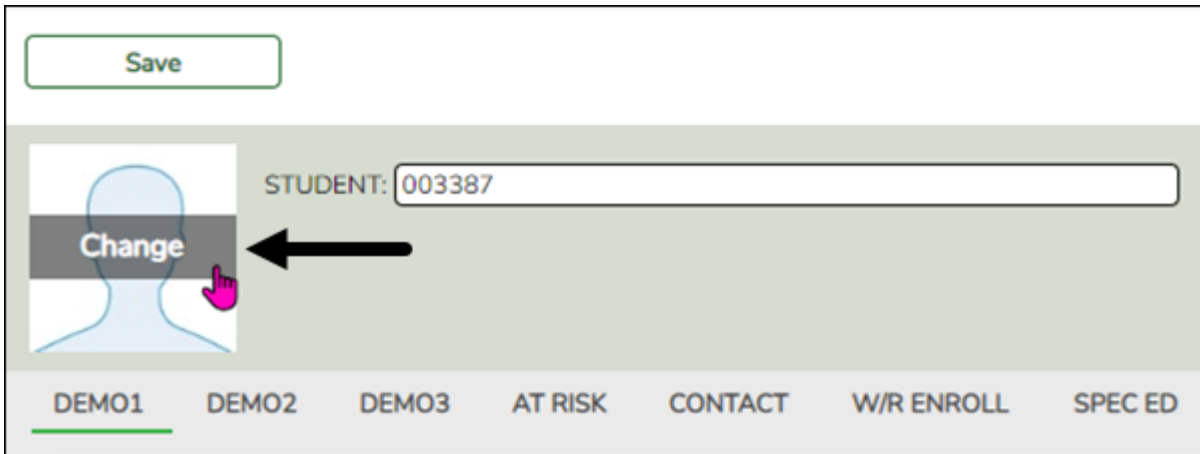 Save
STUDENT: 003387
Change
DEMO1 DEMO2 DEMO3 AT RISK CONTACT W/R ENROLL SPEC ED